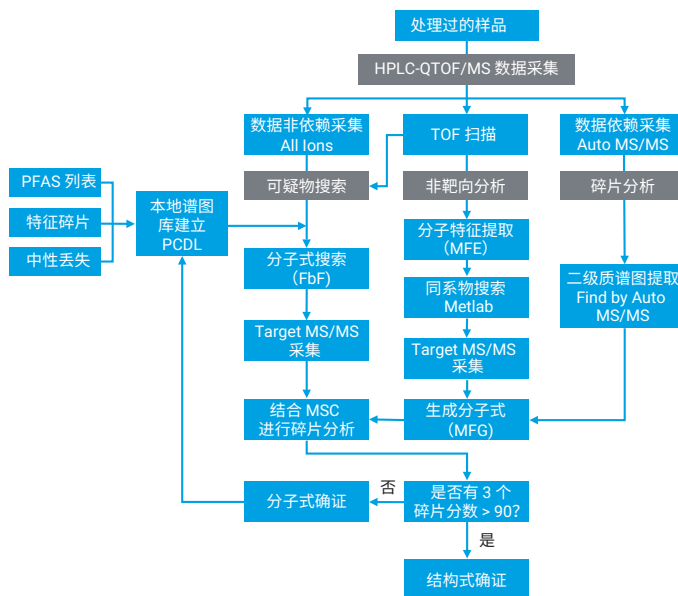 处理过的样品
HPLC-QTOF/MS 数据采集
数据非依赖采集
All Ions
TOF 扫描
数据依赖采集
Auto MS/MS
PFAS 列表
特征碎片
中性丢失
本地谱图
库建立
PCDL
可疑物搜索
非靶向分析
碎片分析
分子式搜索
（FbF）
分子特征提取
（MFE）
二级质谱图提取
Find by Auto
MS/MS
同系物搜索
Metlab
Target MS/MS
采集
Target MS/MS
采集
结合 MSC
进行碎片分析
生成分子式
（MFG）
分子式确证
否
是否有 3 个
碎片分数 > 90?
是
结构式确证